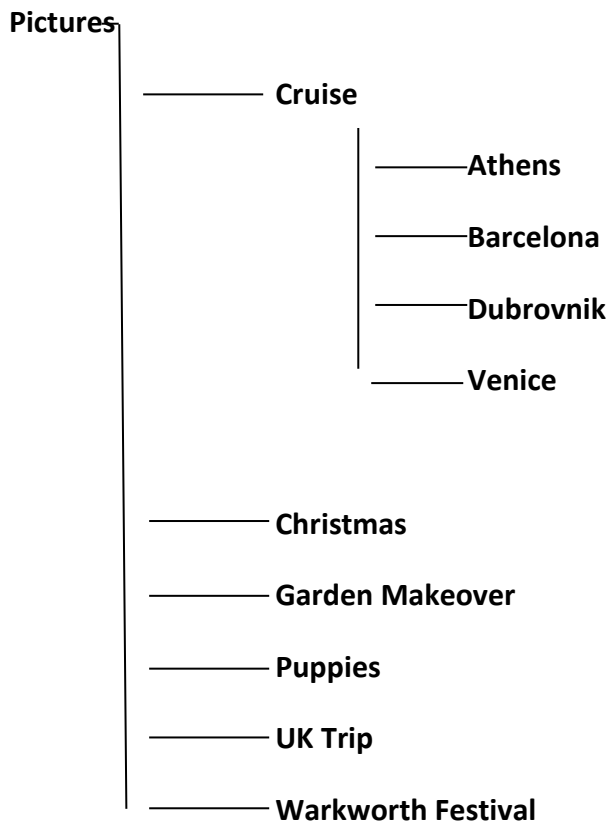 Pictures
Cruise
Athens
Barcelona
Dubrovnik
Venice
Christmas
Garden Makeover
Puppies
UK Trip
Warkworth Festival